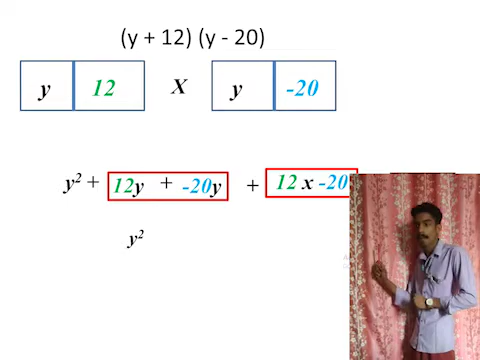 (y + 12) (y - 20)
y 12 X y -20
y² + 12y + -20y + 12 x -20
y²